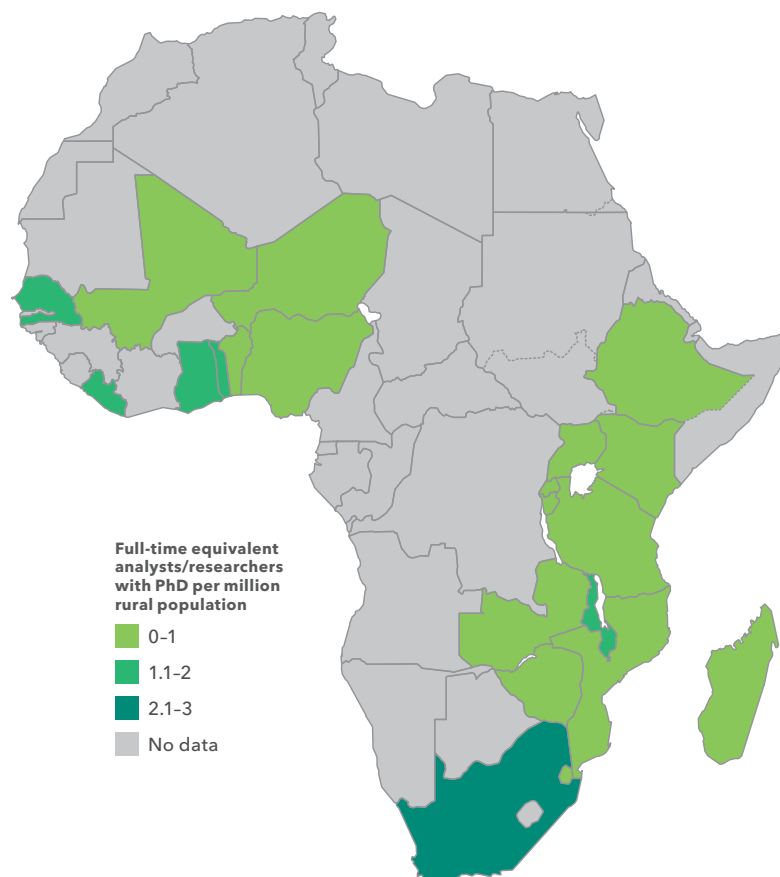 Full-time equivalent
analysts/researchers
with PhD per million
rural population
0–1
1.1–2
2.1–3
No data